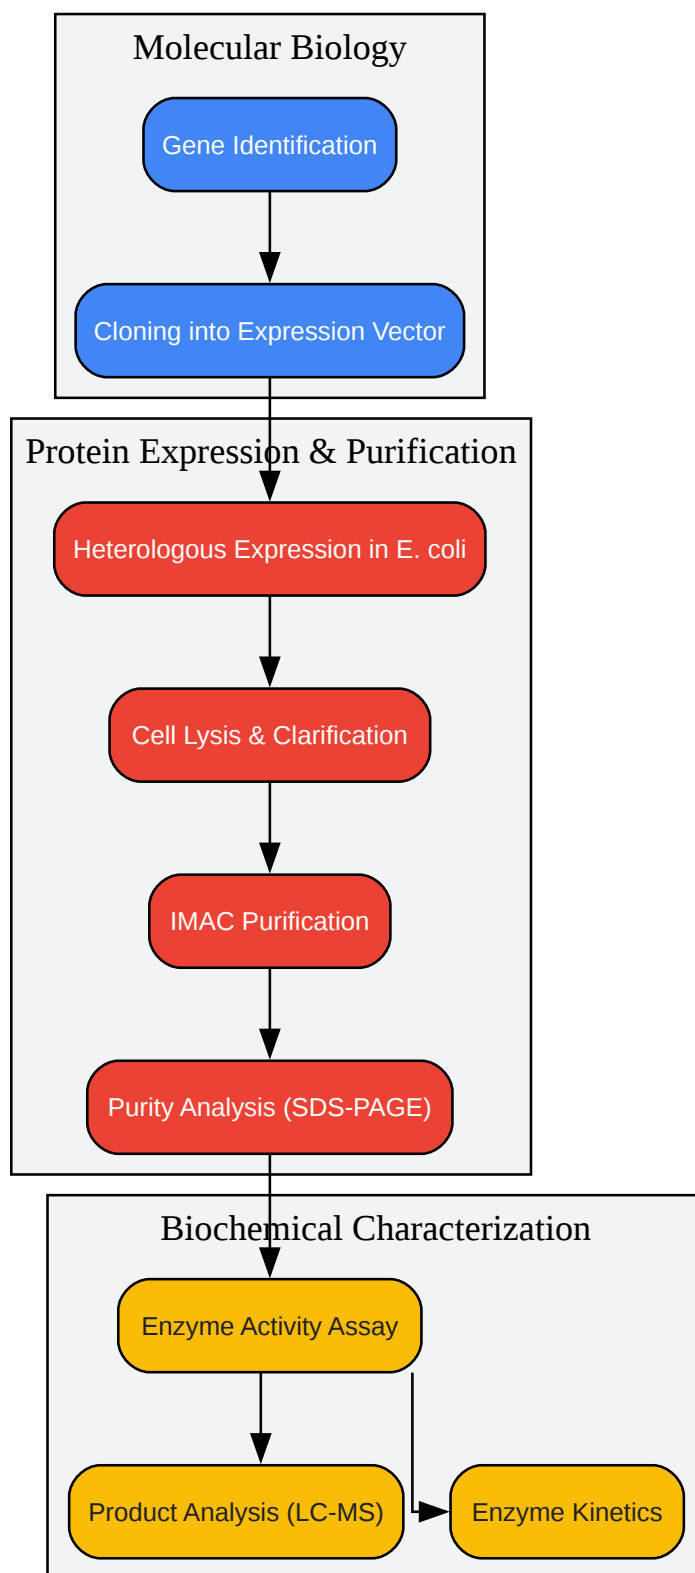 Molecular Biology
Gene Identification
Cloning into Expression Vector
Protein Expression & Purification
Heterologous Expression in E. coli
Cell Lysis & Clarification
IMAC Purification
Purity Analysis (SDS-PAGE)
Biochemical Characterization
Enzyme Activity Assay
Product Analysis (LC-MS)
Enzyme Kinetics